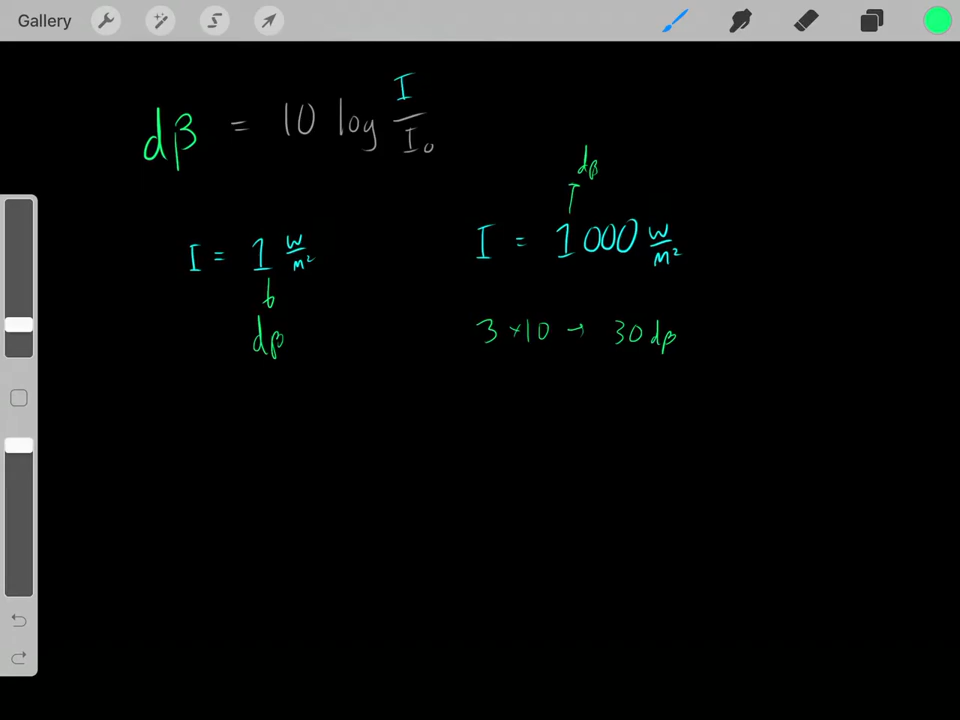 Gallery
dβ = 10 log I/I₀
dβ
I = 1 W/m²
I = 1000 W/m²
dβ
3 × 10 → 30 dβ